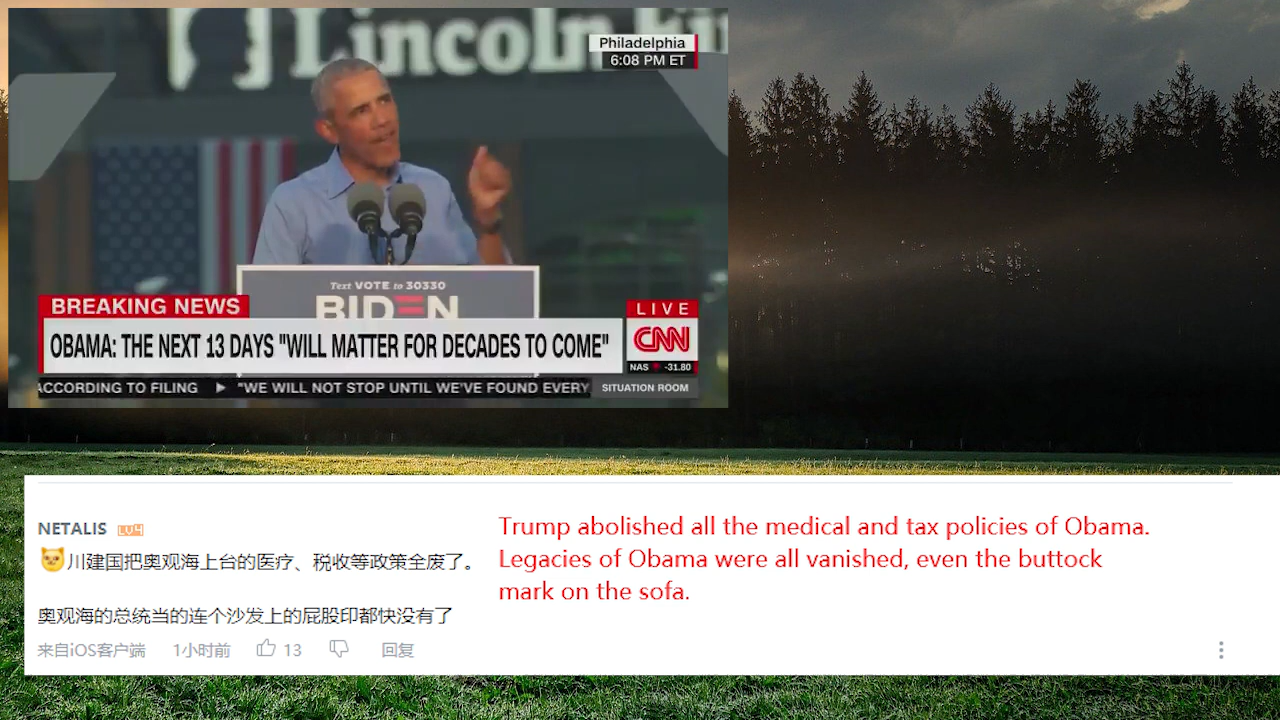 Lincoln Fin
Philadelphia
6:08 PM ET
Text VOTE to 30330
BIDEN
BREAKING NEWS
LIVE
OBAMA: THE NEXT 13 DAYS "WILL MATTER FOR DECADES TO COME"
CNN
NAS -31.80
ACCORDING TO FILING ▶ "WE WILL NOT STOP UNTIL WE'VE FOUND EVERY
SITUATION ROOM
NETALIS LV4
川建国把奥观海上台的医疗、税收等政策全废了。
奥观海的总统当的连个沙发上的屁股印都快没有了
来自iOS客户端 1小时前 13 回复
Trump abolished all the medical and tax policies of Obama.
Legacies of Obama were all vanished, even the buttock
mark on the sofa.